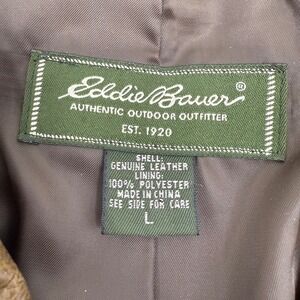 Eddie Bauer®
AUTHENTIC OUTDOOR OUTFITTER
EST. 1920
SHELL:
GENUINE LEATHER
LINING:
100% POLYESTER
MADE IN CHINA
SEE SIDE FOR CARE
L